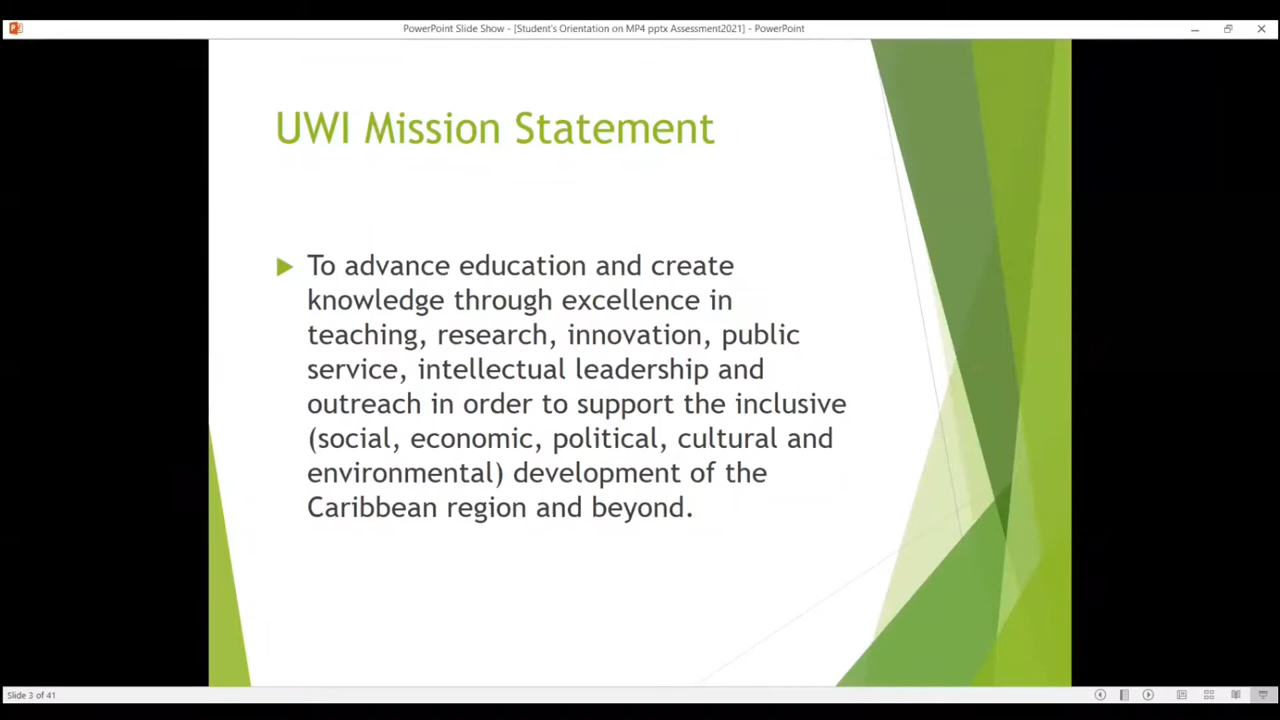 PowerPoint Slide Show - [Student's Orientation on MP4 pptx Assessment2021] - PowerPoint
UWI Mission Statement
To advance education and create
knowledge through excellence in
teaching, research, innovation, public
service, intellectual leadership and
outreach in order to support the inclusive
(social, economic, political, cultural and
environmental) development of the
Caribbean region and beyond.
Slide 3 of 41